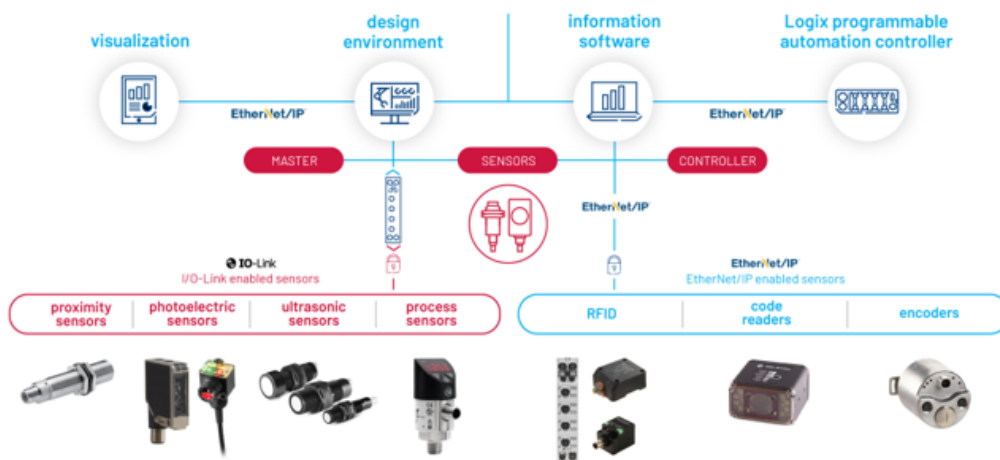 visualization
design
environment
information
software
Logix programmable
automation controller
EtherNet/IP
EtherNet/IP
MASTER
SENSORS
CONTROLLER
EtherNet/IP
IO-Link
I/O-Link enabled sensors
EtherNet/IP
EtherNet/IP enabled sensors
proximity
sensors
photoelectric
sensors
ultrasonic
sensors
process
sensors
RFID
code
readers
encoders